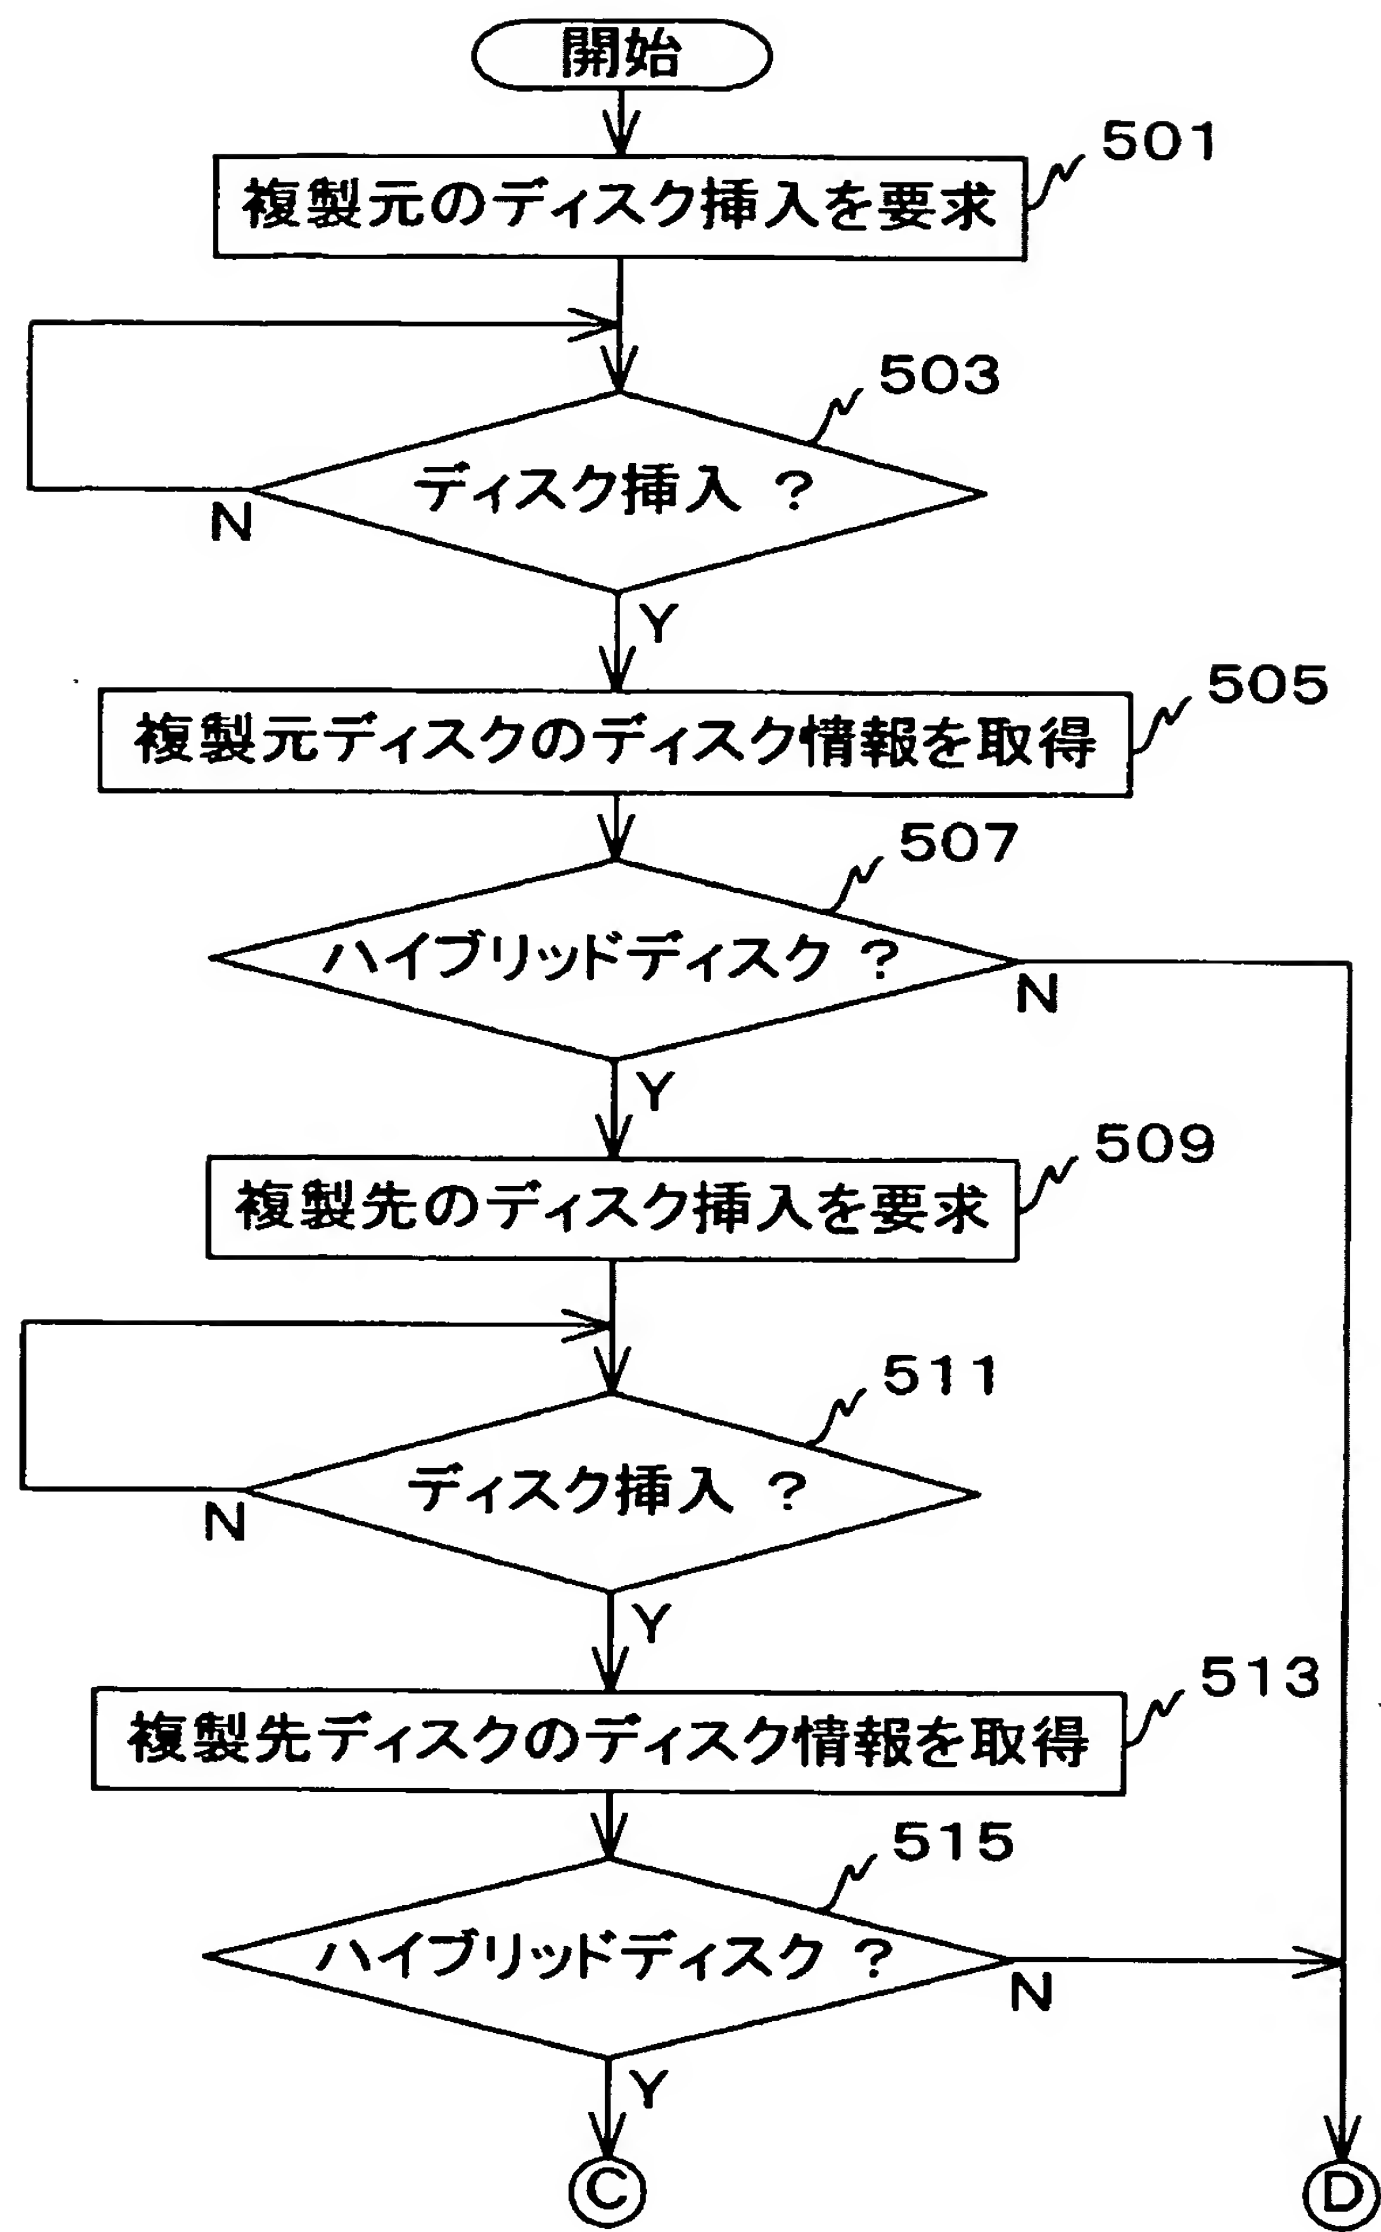 開始
501
複製元のディスク挿入を要求
503
ディスク挿入 ?
N
Y
505
複製元ディスクのディスク情報を取得
507
ハイブリッドディスク ?
N
Y
509
複製先のディスク挿入を要求
511
ディスク挿入 ?
N
Y
513
複製先ディスクのディスク情報を取得
515
ハイブリッドディスク ?
N
Y
C
D